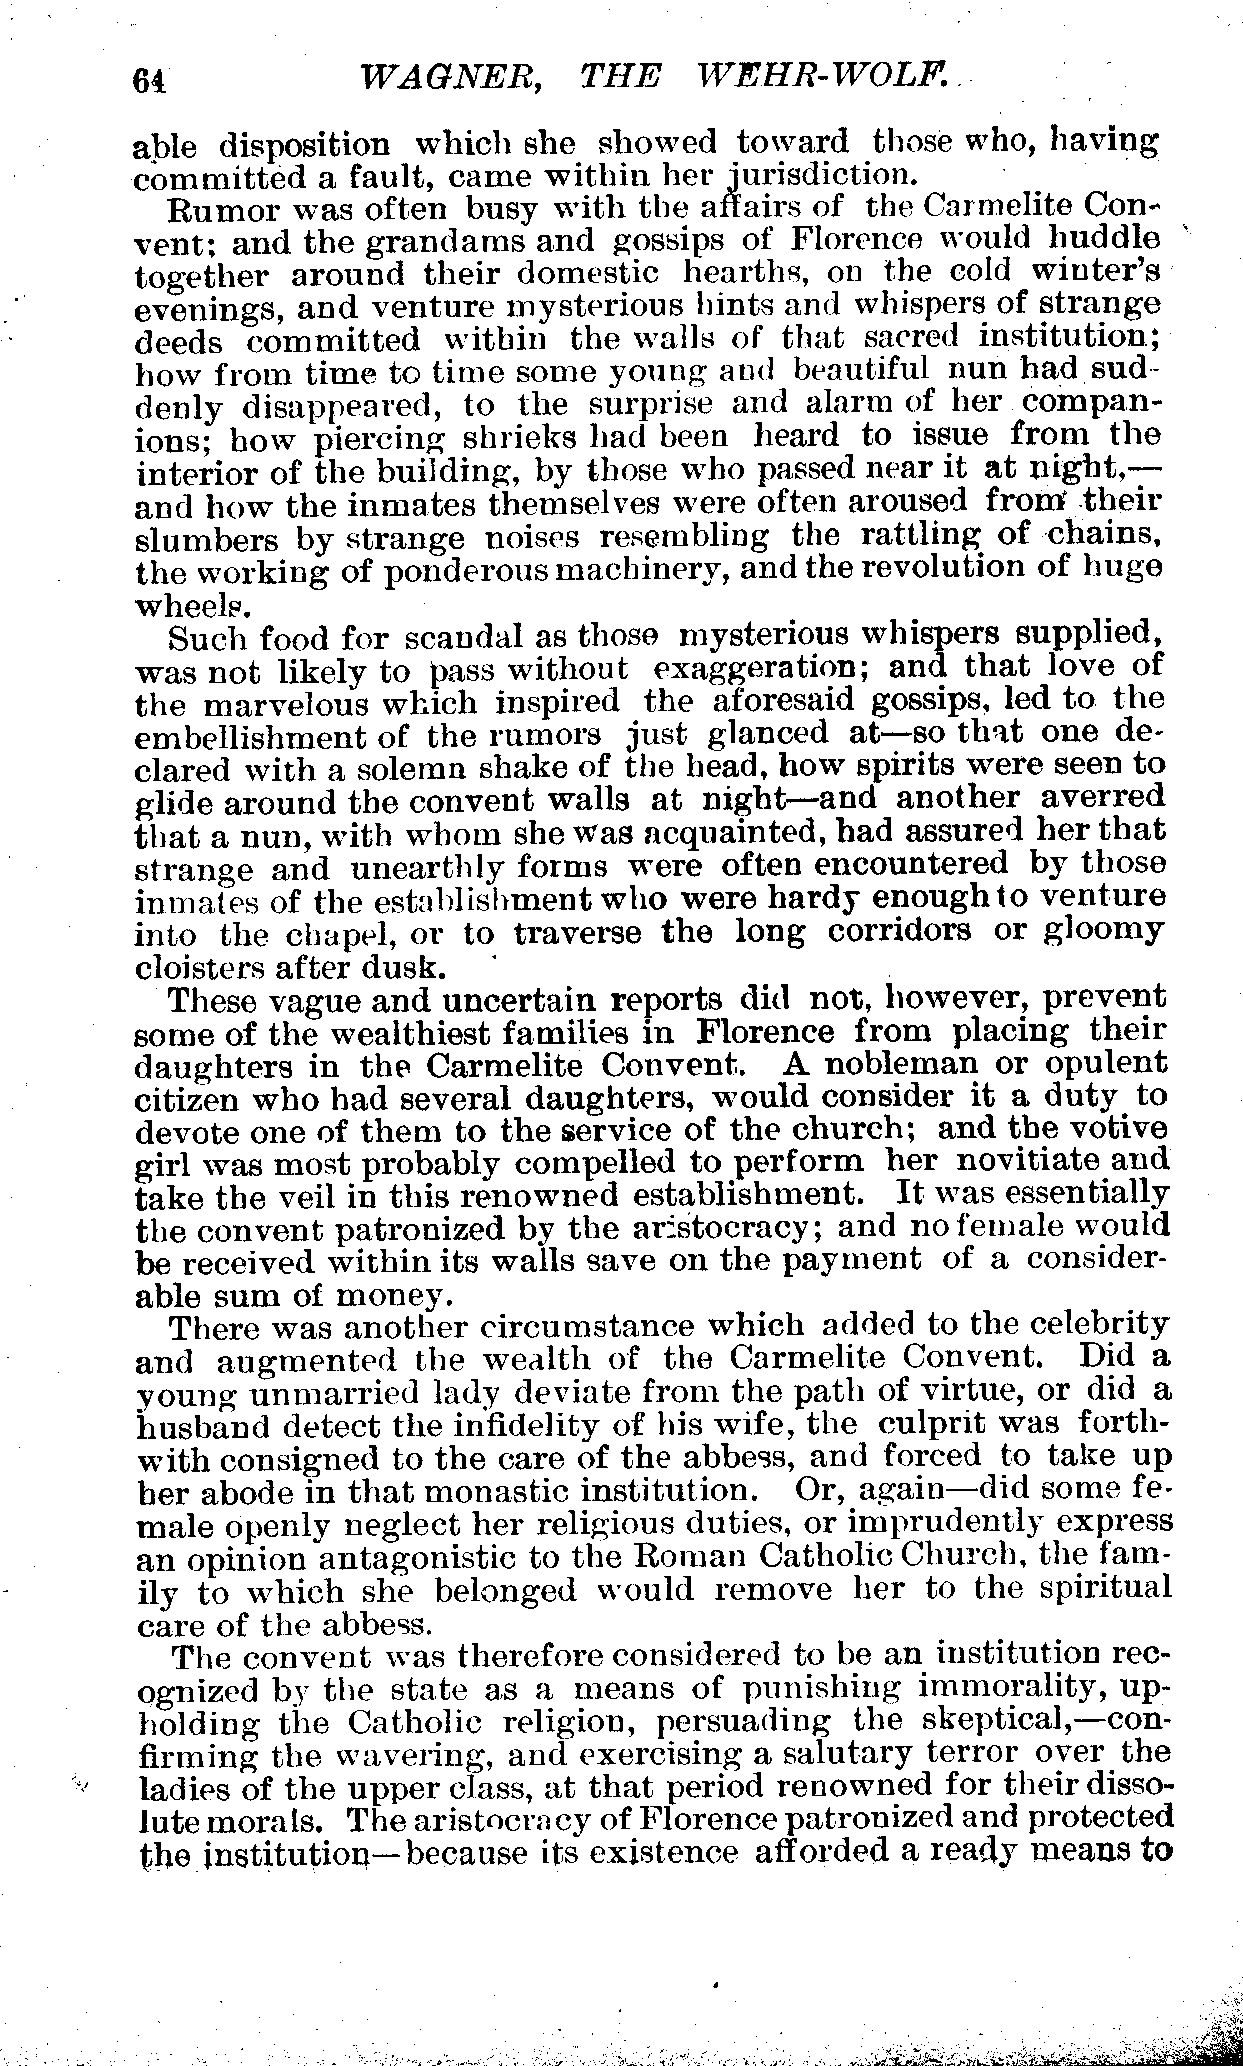 64 WAGNER, THE WEHR-WOLF.
able disposition which she showed toward those who, having
committed a fault, came within her jurisdiction.
Rumor was often busy with the affairs of the Carmelite Con-
vent; and the grandams and gossips of Florence would huddle
together around their domestic hearths, on the cold winter's
evenings, and venture mysterious hints and whispers of strange
deeds committed within the walls of that sacred institution;
how from time to time some young and beautiful nun had sud-
denly disappeared, to the surprise and alarm of her compan-
ions; how piercing shrieks had been heard to issue from the
interior of the building, by those who passed near it at night,—
and how the inmates themselves were often aroused from their
slumbers by strange noises resembling the rattling of chains,
the working of ponderous machinery, and the revolution of huge
wheels.
Such food for scandal as those mysterious whispers supplied,
was not likely to pass without exaggeration; and that love of
the marvelous which inspired the aforesaid gossips, led to the
embellishment of the rumors just glanced at—so that one de-
clared with a solemn shake of the head, how spirits were seen to
glide around the convent walls at night—and another averred
that a nun, with whom she was acquainted, had assured her that
strange and unearthly forms were often encountered by those
inmates of the establishment who were hardy enough to venture
into the chapel, or to traverse the long corridors or gloomy
cloisters after dusk.
These vague and uncertain reports did not, however, prevent
some of the wealthiest families in Florence from placing their
daughters in the Carmelite Convent. A nobleman or opulent
citizen who had several daughters, would consider it a duty to
devote one of them to the service of the church; and the votive
girl was most probably compelled to perform her novitiate and
take the veil in this renowned establishment. It was essentially
the convent patronized by the aristocracy; and no female would
be received within its walls save on the payment of a consider-
able sum of money.
There was another circumstance which added to the celebrity
and augmented the wealth of the Carmelite Convent. Did a
young unmarried lady deviate from the path of virtue, or did a
husband detect the infidelity of his wife, the culprit was forth-
with consigned to the care of the abbess, and forced to take up
her abode in that monastic institution. Or, again—did some fe-
male openly neglect her religious duties, or imprudently express
an opinion antagonistic to the Roman Catholic Church, the fam-
ily to which she belonged would remove her to the spiritual
care of the abbess.
The convent was therefore considered to be an institution rec-
ognized by the state as a means of punishing immorality, up-
holding the Catholic religion, persuading the skeptical,—con-
firming the wavering, and exercising a salutary terror over the
ladies of the upper class, at that period renowned for their disso-
lute morals. The aristocracy of Florence patronized and protected
the institution—because its existence afforded a ready means to